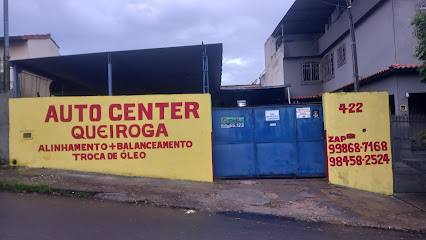 AUTO CENTER
QUEIROGA
ALINHAMENTO + BALANCEAMENTO
TROCA DE ÓLEO
422
ZAP
99868-7168
98458-2524